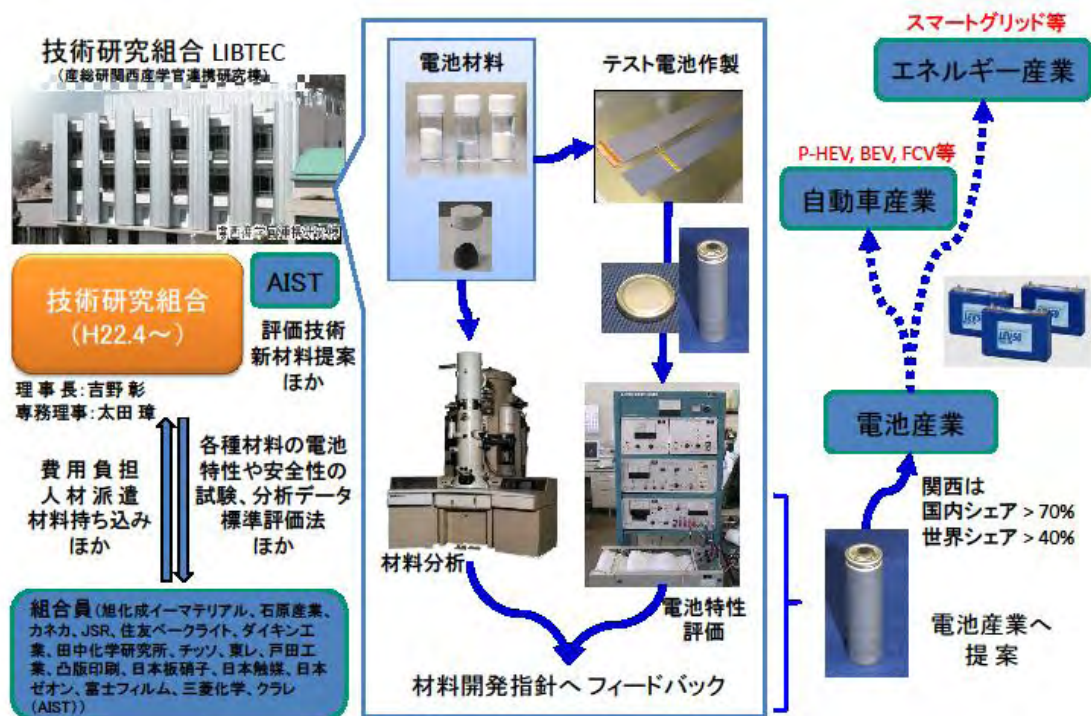 技術研究組合 LIBTEC
(産総研関西産学官連携研究棟)
関西産学官連携研究棟
技術研究組合
(H22.4～)
AIST
評価技術
新材料提案
ほか
理 事 長:吉野 彰
専務理事:太田 璋
費用負担
人材派遣
材料持ち込み
ほか
各種材料の電池
特性や安全性の
試験、分析データ
標準評価法
ほか
組合員(旭化成イーマテリアル、石原産業、
カネカ、JSR、住友ベークライト、ダイキン工
業、田中化学研究所、チッソ、東レ、戸田工
業、凸版印刷、日本板硝子、日本触媒、日本
ゼオン、富士フィルム、三菱化学、クラレ
(AIST))
電池材料
テスト電池作製
材料分析
電池特性
評価
材料開発指針へ フィードバック
スマートグリッド等
エネルギー産業
P-HEV, BEV, FCV等
自動車産業
LEV50
電池産業
関西は
国内シェア > 70%
世界シェア > 40%
電池産業へ
提 案